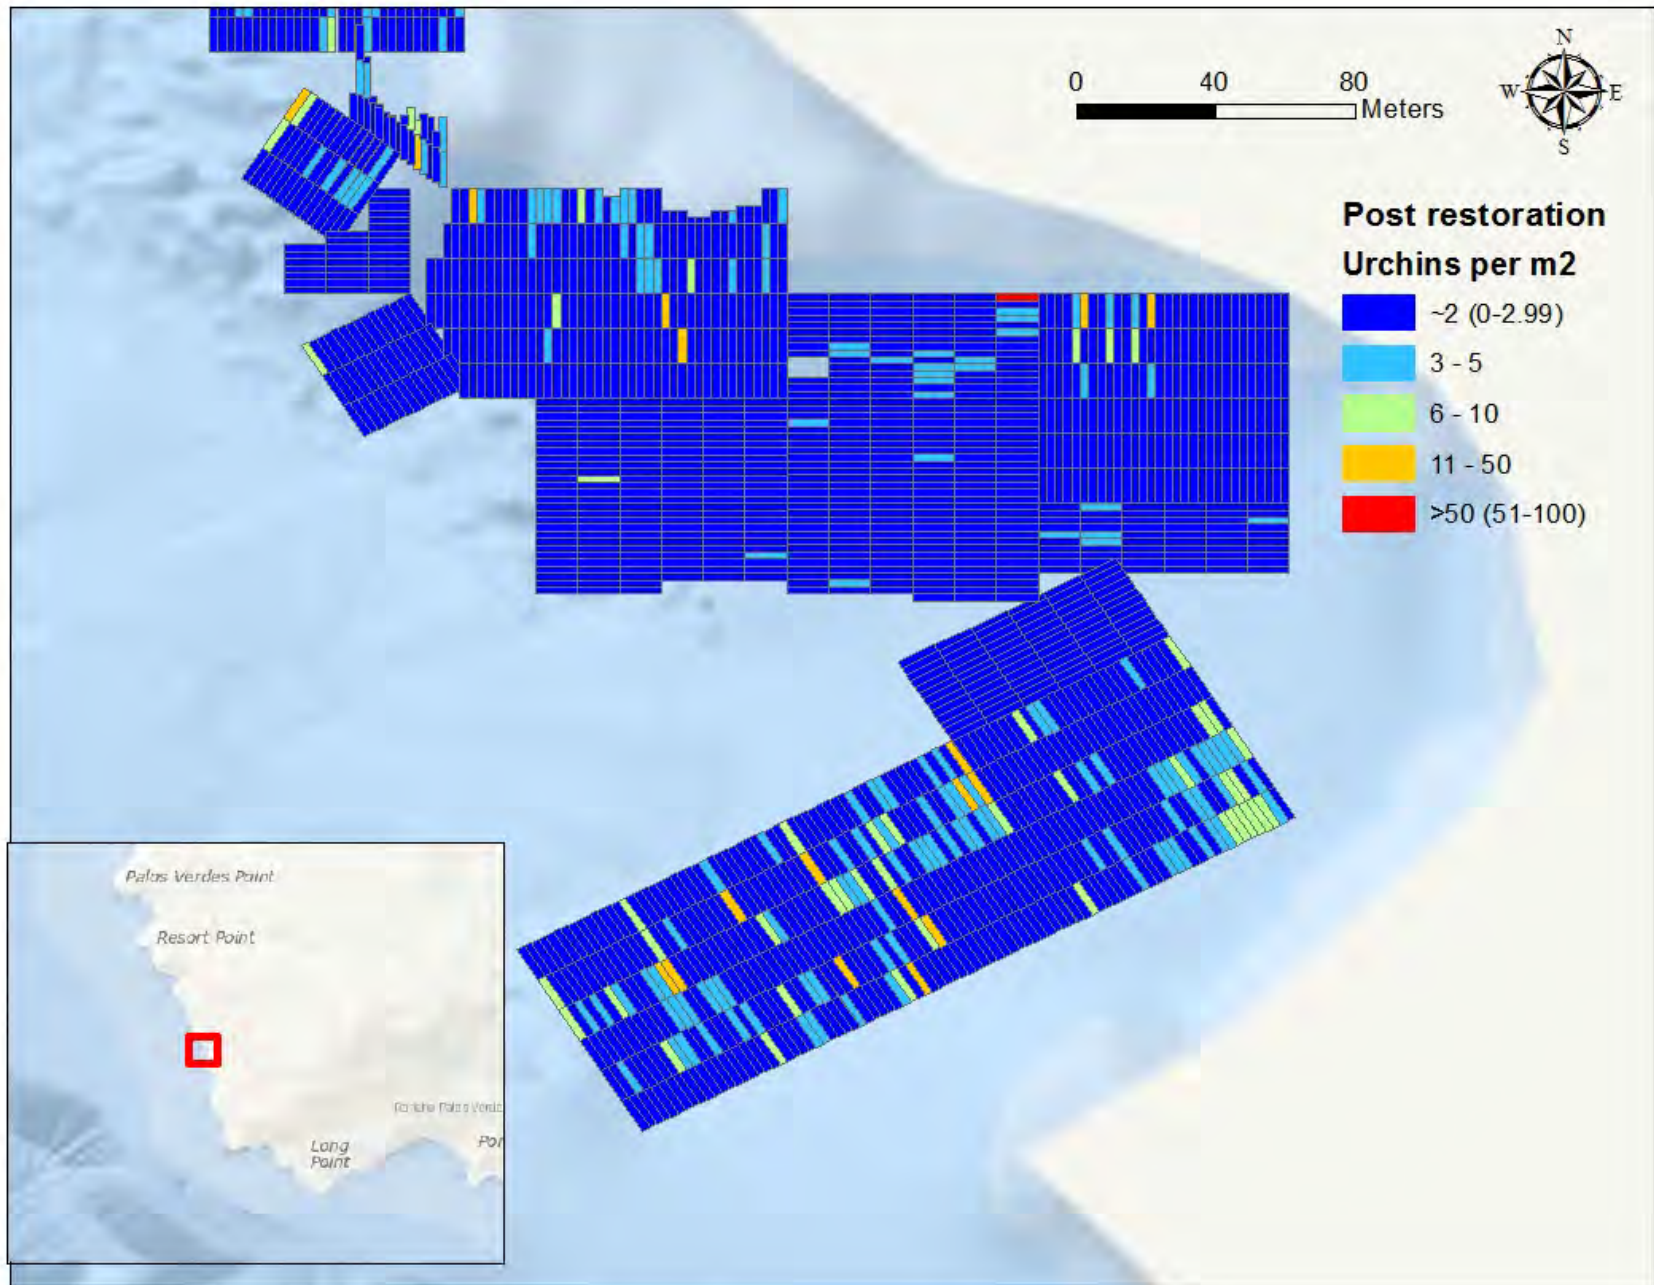 N
0 40 80
W E
Meters
S
Post restoration
Urchins per m2
~2 (0-2.99)
3 - 5
6 - 10
11 - 50
>50 (51-100)
Palos Verdes Point
Resort Point
Long
Point
Por